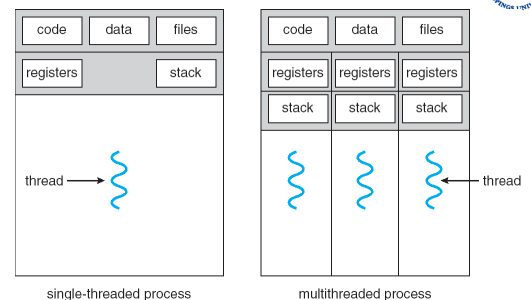 code data files
registers stack
thread
single-threaded process
code data files
registers registers registers
stack stack stack
thread
multithreaded process